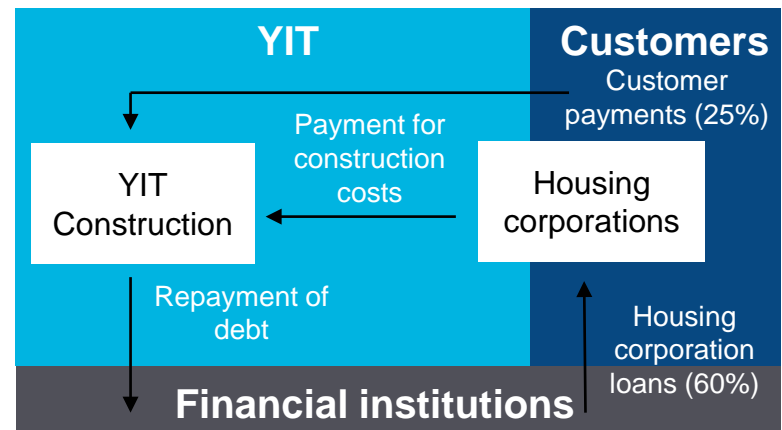 YIT
Customers
Customer
payments (25%)
Payment for
construction
costs
YIT
Construction
Housing
corporations
Repayment of
debt
Housing
corporation
loans (60%)
Financial institutions